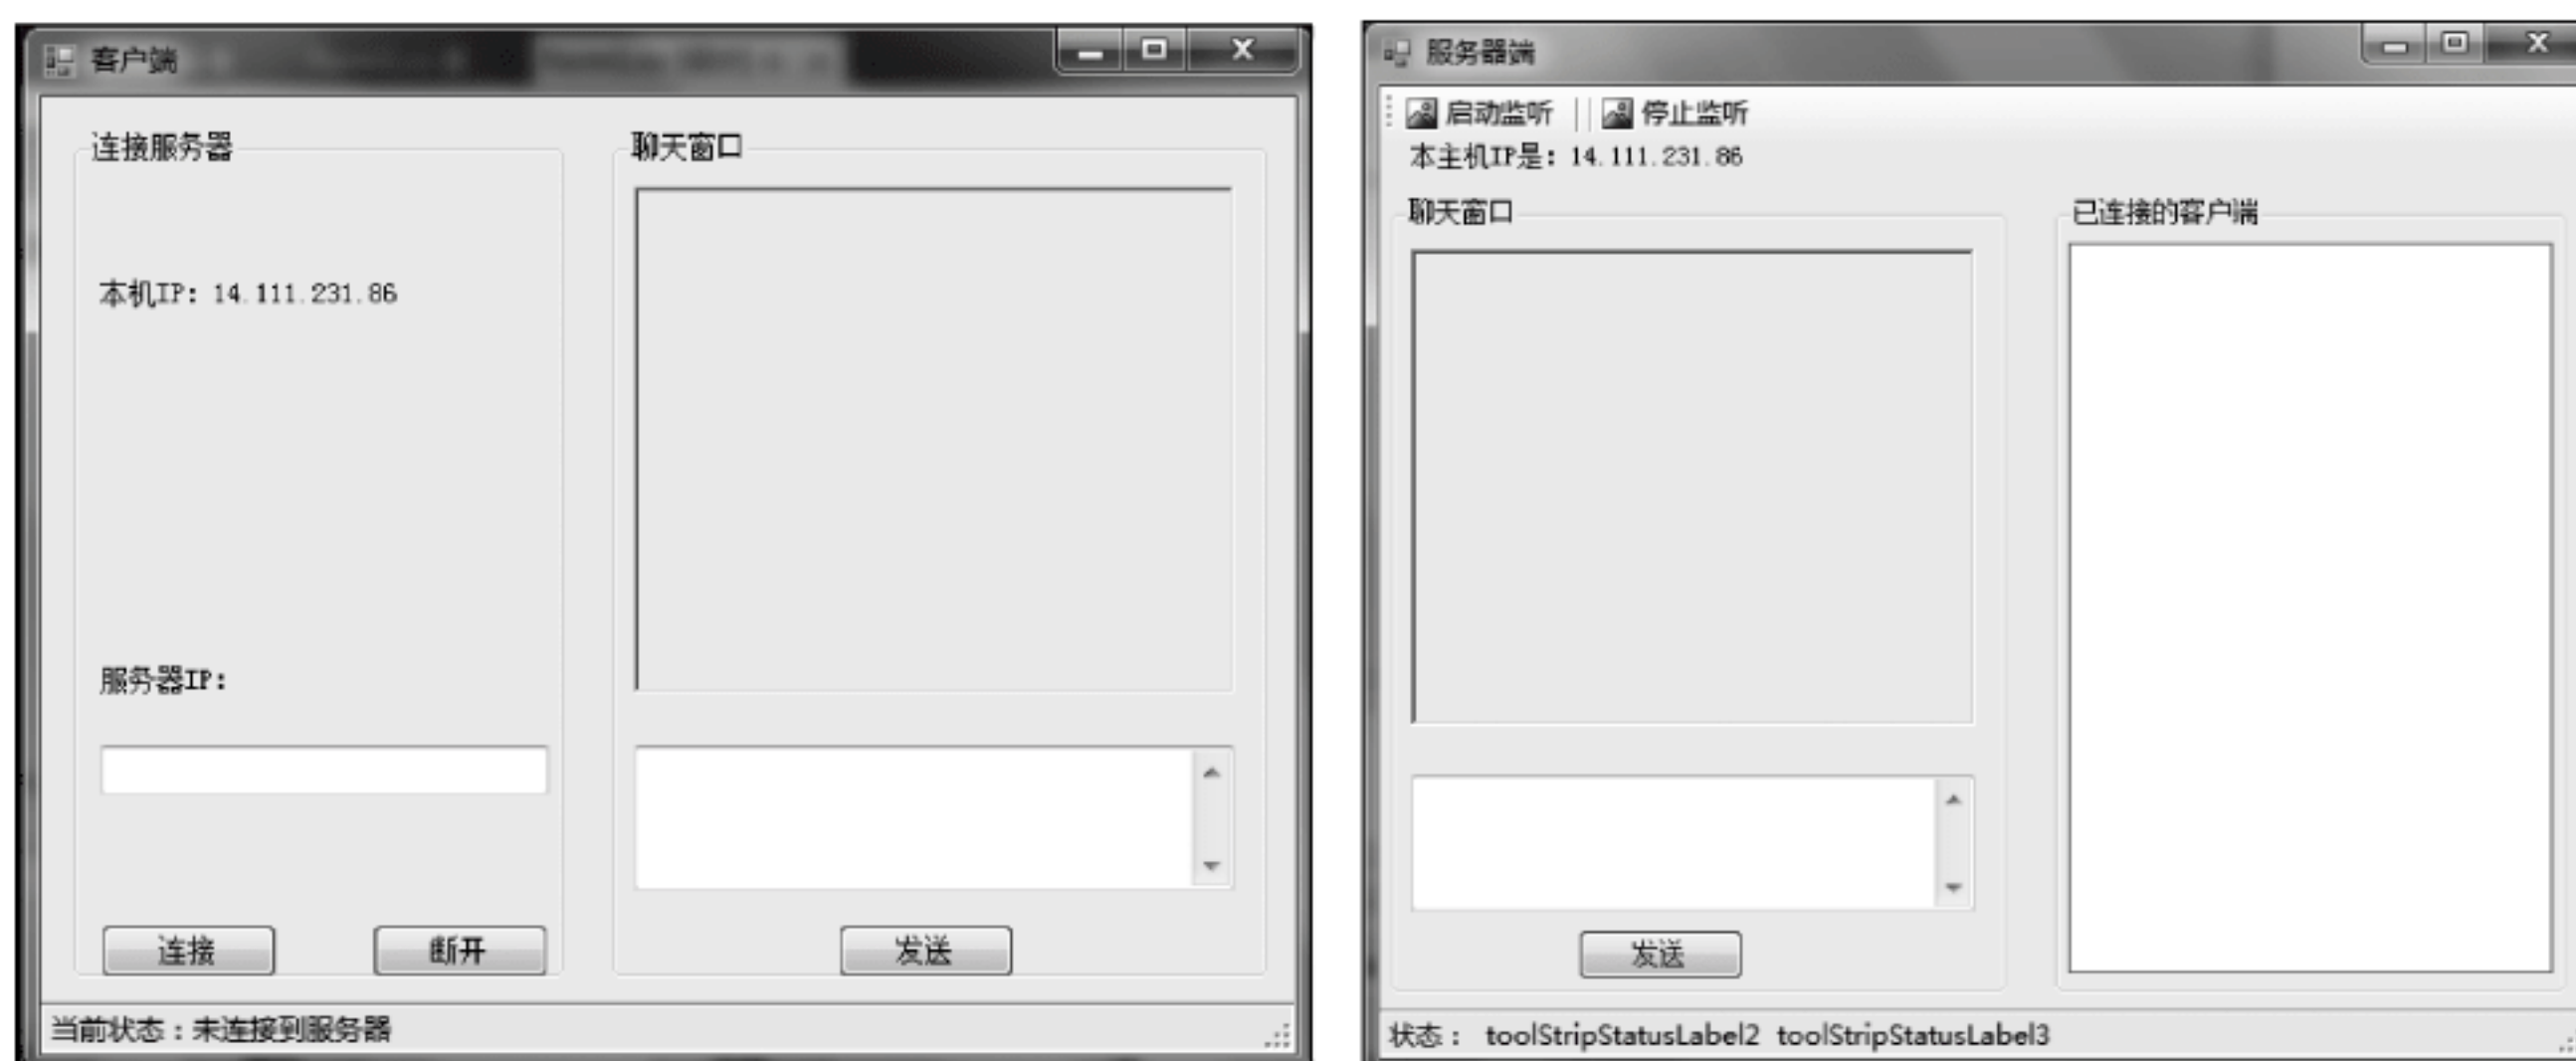 客户端
连接服务器
本机IP: 14.111.231.86
服务器IP:
连接
断开
聊天窗口
发送
当前状态：未连接到服务器
服务器端
启动监听
停止监听
本主机IP是: 14.111.231.86
聊天窗口
发送
已连接的客户端
状态： toolStripStatusLabel2 toolStripStatusLabel3